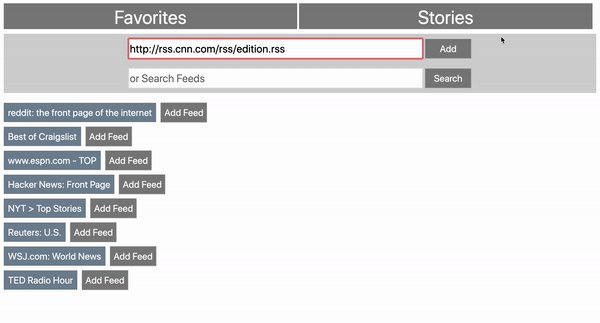 Favorites Stories
http://rss.cnn.com/rss/edition.rss Add
or Search Feeds Search
reddit: the front page of the internet Add Feed
Best of Craigslist Add Feed
www.espn.com - TOP Add Feed
Hacker News: Front Page Add Feed
NYT > Top Stories Add Feed
Reuters: U.S. Add Feed
WSJ.com: World News Add Feed
TED Radio Hour Add Feed